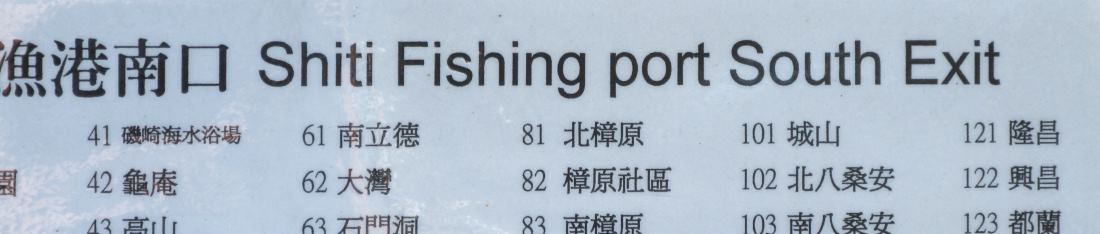 漁港南口 Shiti Fishing port South Exit
41 磯崎海水浴場 61 南立德 81 北樟原 101 城山 121 隆昌
園 42 龜庵 62 大灣 82 樟原社區 102 北八桑安 122 興昌
43 高山 63 石門洞 83 南樟原 103 南八桑安 123 都蘭